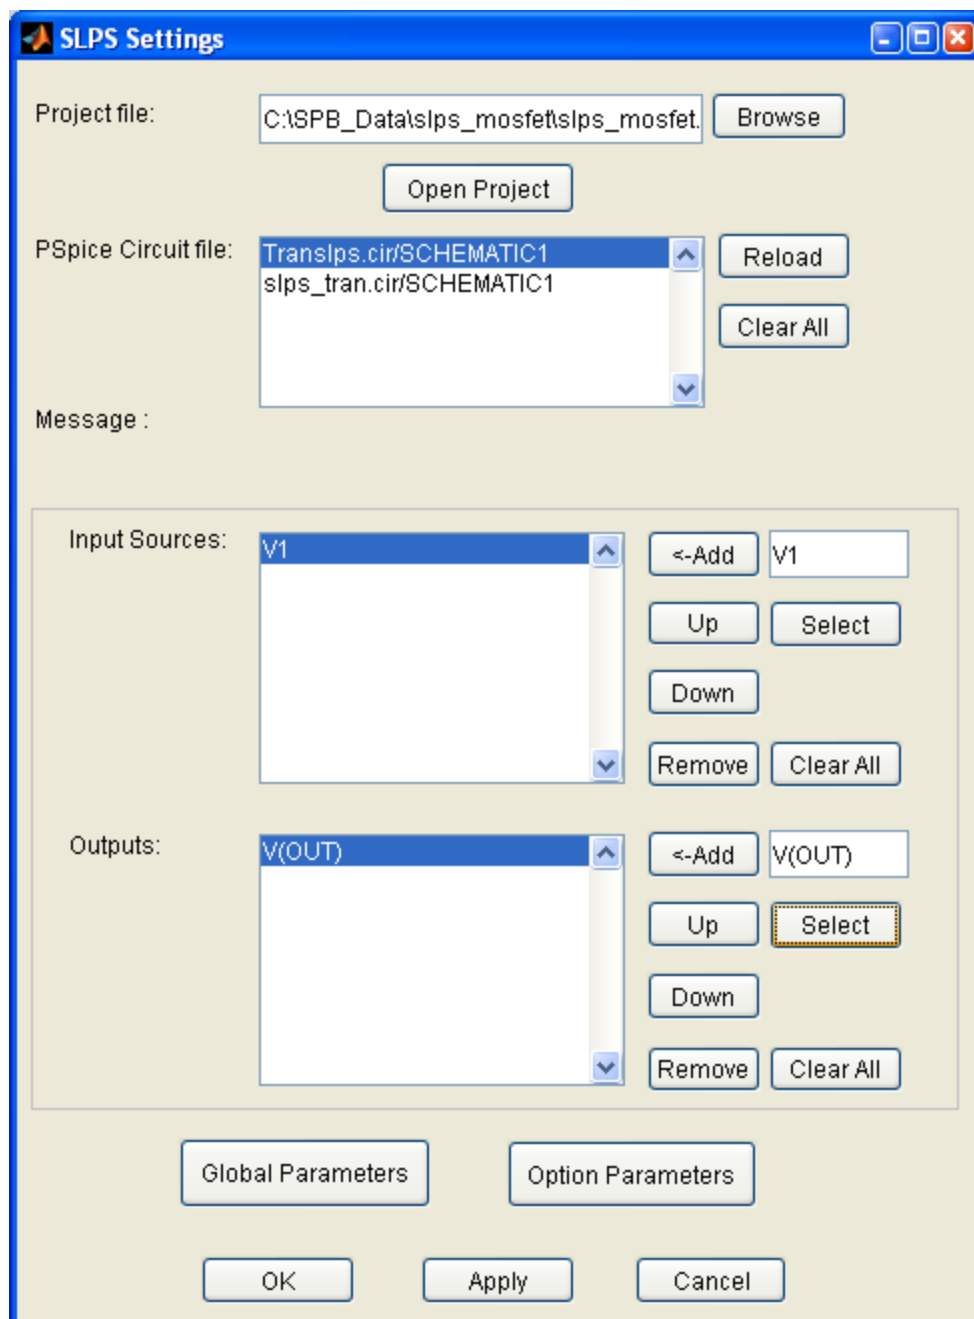 SLPS Settings
Project file:
C:\SPB_Data\slps_mosfet\slps_mosfet.
Browse
Open Project
PSpice Circuit file:
Translps.cir/SCHEMATIC1
slps_tran.cir/SCHEMATIC1
Reload
Clear All
Message :
Input Sources:
V1
<-Add
V1
Up
Select
Down
Remove
Clear All
Outputs:
V(OUT)
<-Add
V(OUT)
Up
Select
Down
Remove
Clear All
Global Parameters
Option Parameters
OK
Apply
Cancel